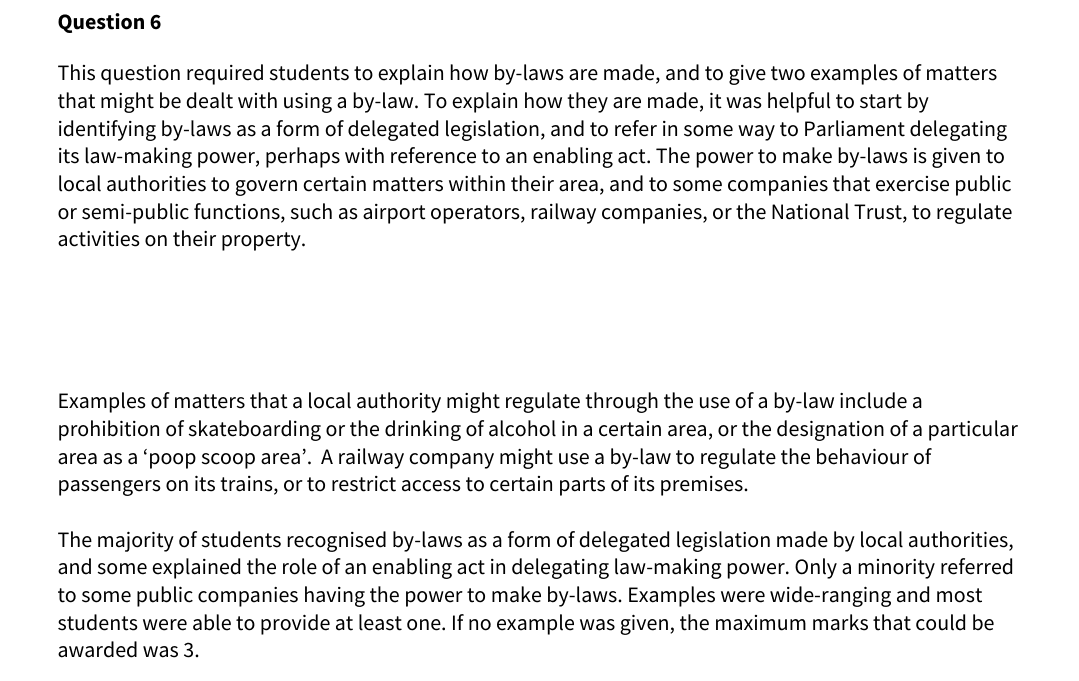 Question 6
This question required students to explain how by-laws are made, and to give two examples of matters
that might be dealt with using a by-law. To explain how they are made, it was helpful to start by
identifying by-laws as a form of delegated legislation, and to refer in some way to Parliament delegating
its law-making power, perhaps with reference to an enabling act. The power to make by-laws is given to
local authorities to govern certain matters within their area, and to some companies that exercise public
or semi-public functions, such as airport operators, railway companies, or the National Trust, to regulate
activities on their property.
Examples of matters that a local authority might regulate through the use of a by-law include a
prohibition of skateboarding or the drinking of alcohol in a certain area, or the designation of a particular
area as a ‘poop scoop area’.  A railway company might use a by-law to regulate the behaviour of
passengers on its trains, or to restrict access to certain parts of its premises.
The majority of students recognised by-laws as a form of delegated legislation made by local authorities,
and some explained the role of an enabling act in delegating law-making power. Only a minority referred
to some public companies having the power to make by-laws. Examples were wide-ranging and most
students were able to provide at least one. If no example was given, the maximum marks that could be
awarded was 3.